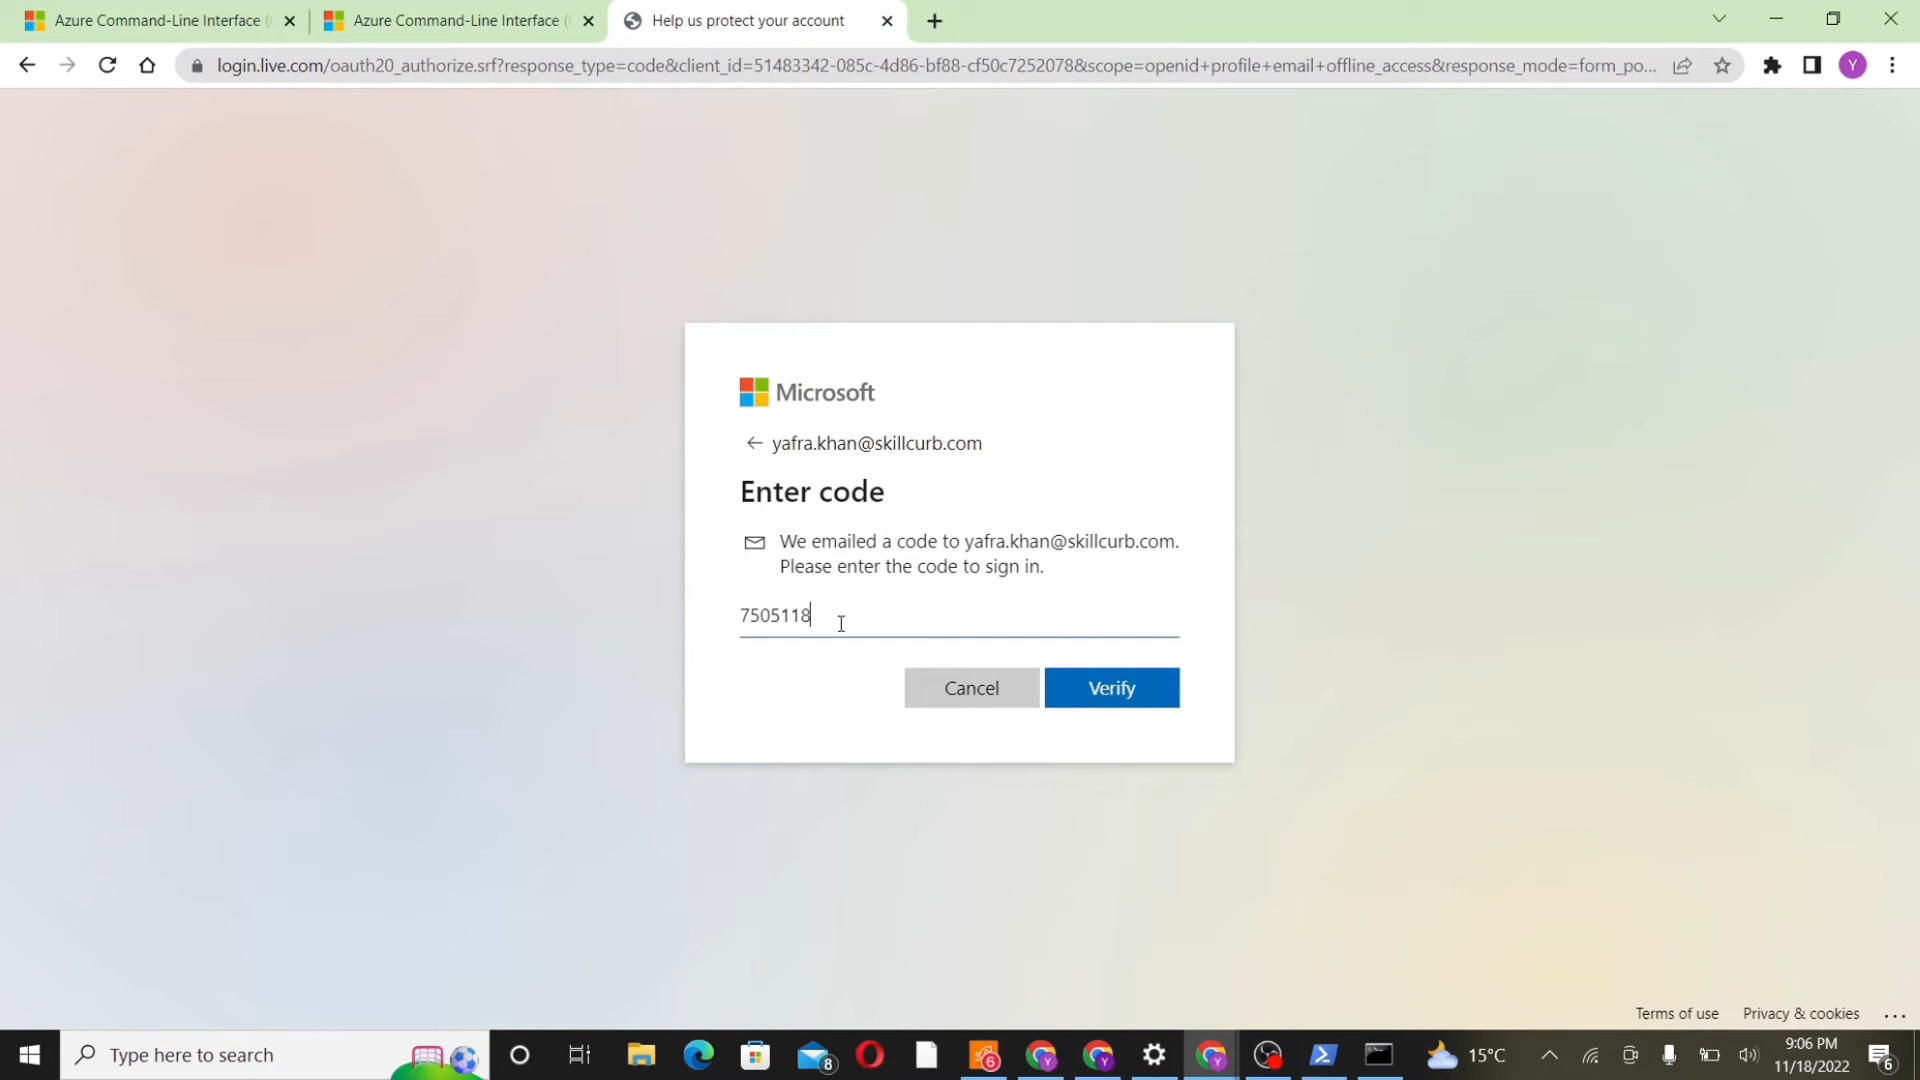 Azure Command-Line Interface (
Azure Command-Line Interface (
Help us protect your account
login.live.com/oauth20_authorize.srf?response_type=code&client_id=51483342-085c-4d86-bf88-cf50c7252078&scope=openid+profile+email+offline_access&response_mode=form_po...
Y
Microsoft
yafra.khan@skillcurb.com
Enter code
We emailed a code to yafra.khan@skillcurb.com.
Please enter the code to sign in.
7505118
Cancel
Verify
Terms of use
Privacy & cookies
...
Type here to search
8
6
Y
Y
Y
15°C
9:06 PM
11/18/2022
6